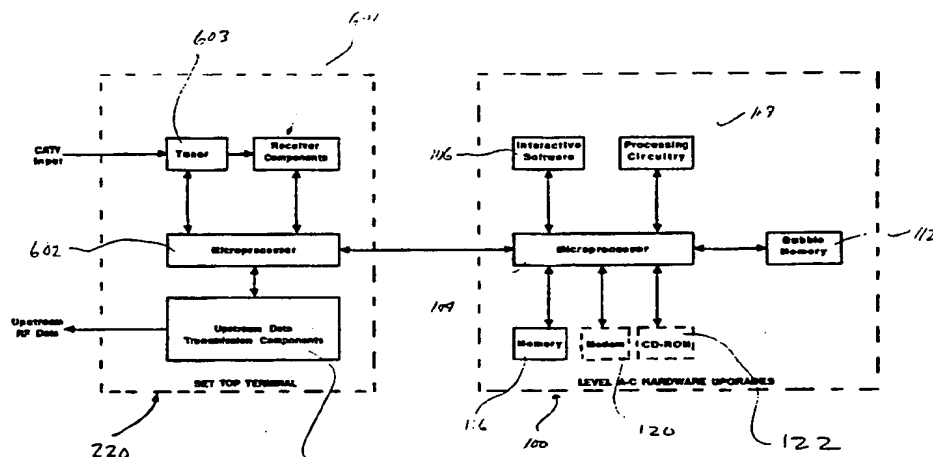 603
CATV
Input
Tuner
Receiver
Components
602
Microprocessor
Upstream
RF Data
Upstream Data
Transmission Components
SET TOP TERMINAL
220
Interactive
Software
Processing
Circuitry
Microprocessor
Bubble
Memory
112
Memory
Modem
CD-ROM
LEVEL A-C HARDWARE UPGRADES
100
120
122